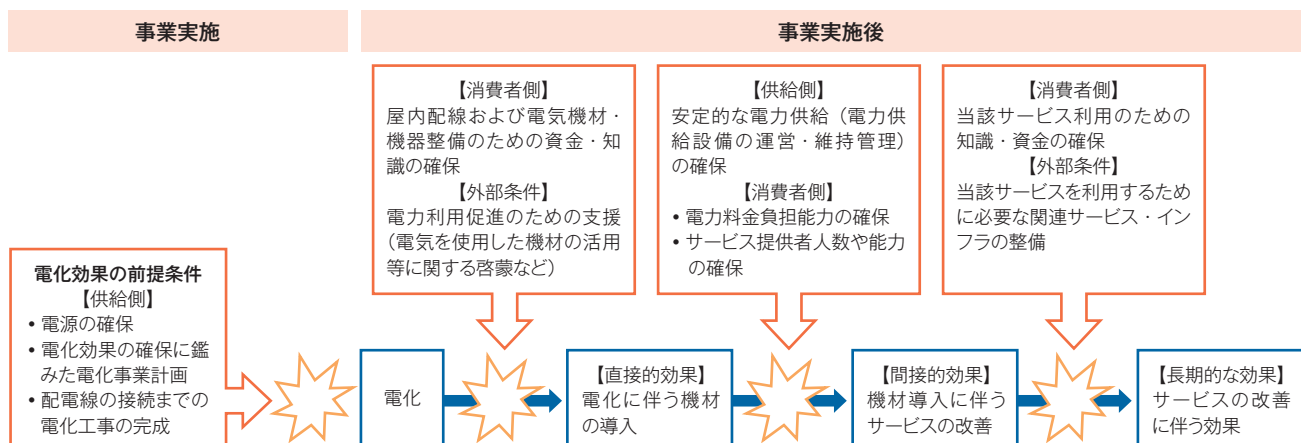 事業実施
事業実施後
【消費者側】
屋内配線および電気機材・
機器整備のための資金・知
識の確保
【外部条件】
電力利用促進のための支援
（電気を使用した機材の活用
等に関する啓蒙など）
【供給側】
安定的な電力供給（電力供
給設備の運営・維持管理）
の確保
【消費者側】
• 電力料金負担能力の確保
• サービス提供者人数や能力
の確保
【消費者側】
当該サービス利用のための
知識・資金の確保
【外部条件】
当該サービスを利用するため
に必要な関連サービス・イン
フラの整備
電化効果の前提条件
【供給側】
• 電源の確保
• 電化効果の確保に鑑
みた電化事業計画
• 配電線の接続までの
電化工事の完成
電化
【直接的効果】
電化に伴う機材
の導入
【間接的効果】
機材導入に伴う
サービスの改善
【長期的な効果】
サービスの改善
に伴う効果